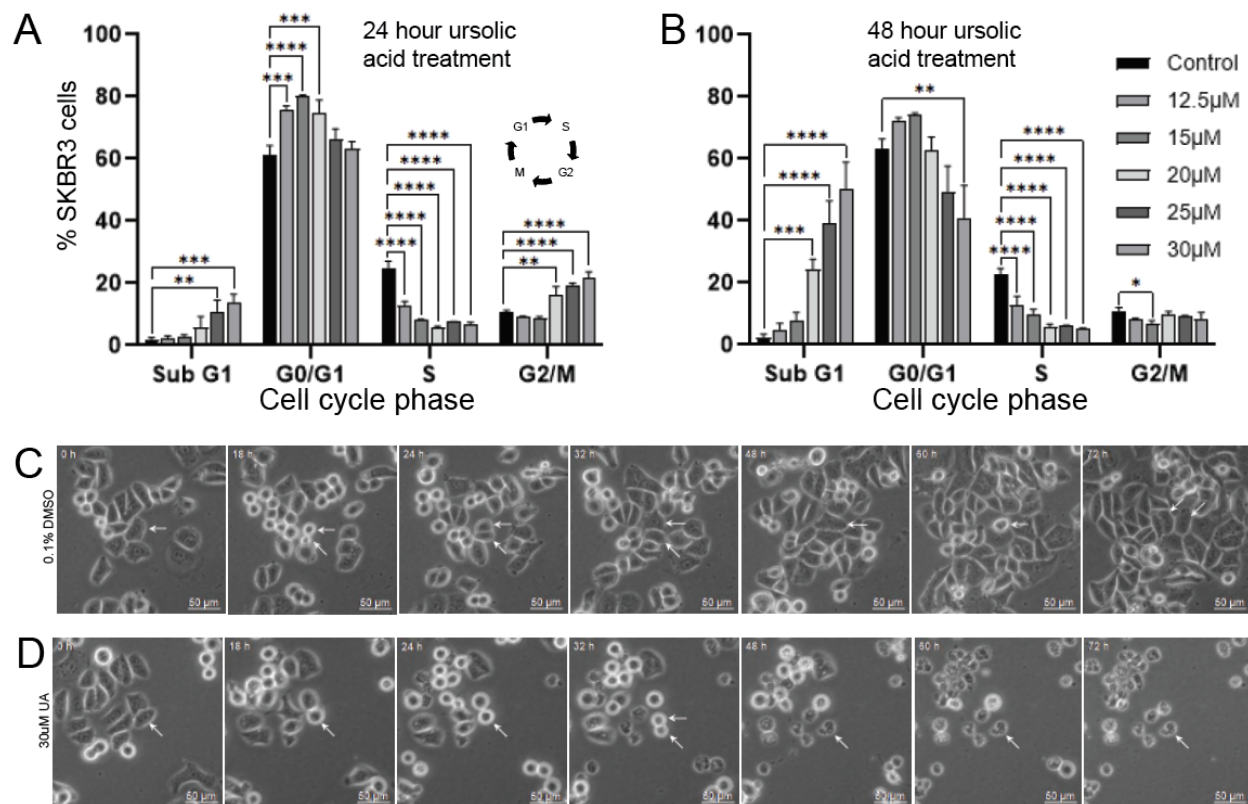 A
24 hour ursolic
acid treatment
% SKBR3 cells
100
80
60
40
20
0
***
****
***
****
****
****
****
****
***
**
****
****
**
G1
S
M
G2
Sub G1
G0/G1
S
G2/M
Cell cycle phase
B
48 hour ursolic
acid treatment
100
80
60
40
20
0
**
****
****
***
****
****
****
****
****
*
Control
12.5µM
15µM
20µM
25µM
30µM
Sub G1
G0/G1
S
G2/M
Cell cycle phase
C
0.1% DMSO
0 h
18 h
24 h
32 h
48 h
60 h
72 h
50 µm
50 µm
50 µm
50 µm
50 µm
50 µm
50 µm
D
30uM UA
0 h
18 h
24 h
32 h
48 h
60 h
72 h
50 µm
50 µm
50 µm
50 µm
50 µm
50 µm
50 µm